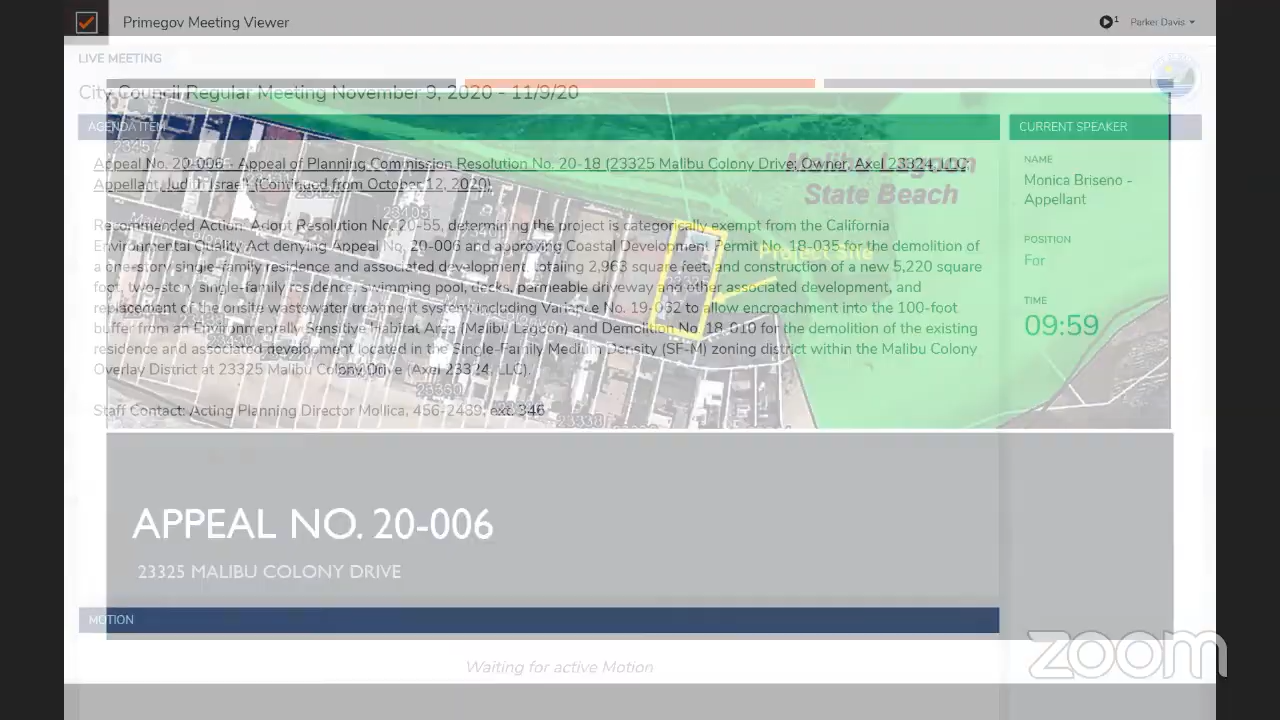 Primegov Meeting Viewer
1
Parker Davis
LIVE MEETING
City Council Regular Meeting November 9, 2020 - 11/9/20
AGENDA ITEM
CURRENT SPEAKER
Appeal No. 20-006 - Appeal of Planning Commission Resolution No. 20-18 (23325 Malibu Colony Drive; Owner, Axel 23324, LLC;
Appellant, Judith Israel) (Continued from October 12, 2020)
Malibu Lagoon
State Beach
NAME
Monica Briseno -
Appellant
Recommended Action: Adopt Resolution No. 20-55, determining the project is categorically exempt from the California
Environmental Quality Act denying Appeal No. 20-006 and approving Coastal Development Permit No. 18-035 for the demolition of
a one-story single-family residence and associated development, totaling 2,963 square feet, and construction of a new 5,220 square
foot, two-story single-family residence, swimming pool, decks, permeable driveway and other associated development, and
replacement of the onsite wastewater treatment system; including Variance No. 19-062 to allow encroachment into the 100-foot
buffer from an Environmentally Sensitive Habitat Area (Malibu Lagoon) and Demolition No. 18-010 for the demolition of the existing
residence and associated development located in the Single-Family Medium Density (SF-M) zoning district within the Malibu Colony
Overlay District at 23325 Malibu Colony Drive (Axel 23324, LLC).
Project Site
POSITION
For
TIME
09:59
23360
23338
Staff Contact: Acting Planning Director Mollica, 456-2489, ext. 346
APPEAL NO. 20-006
23325 MALIBU COLONY DRIVE
MOTION
Waiting for active Motion
zoom